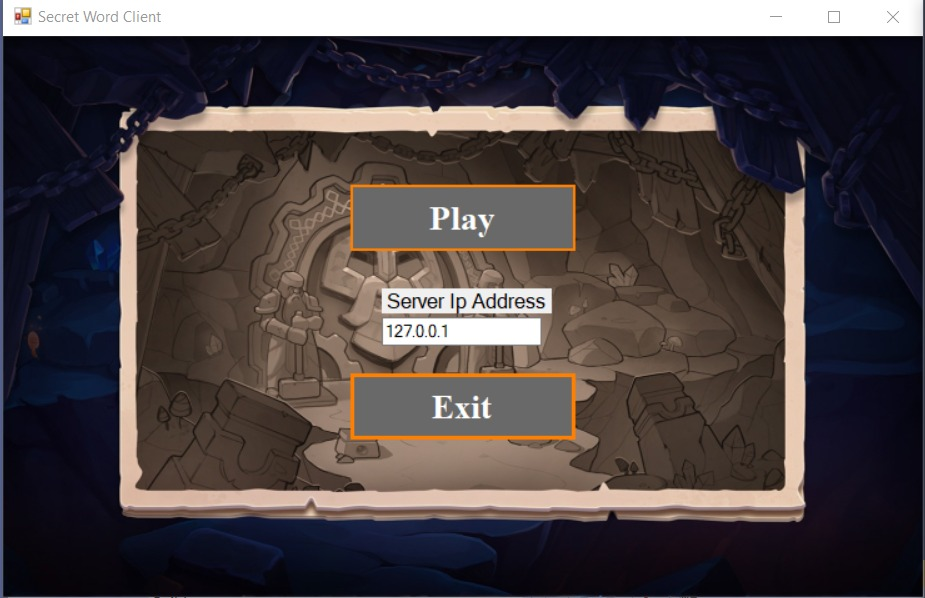 Secret Word Client
Play
Server Ip Address
127.0.0.1
Exit